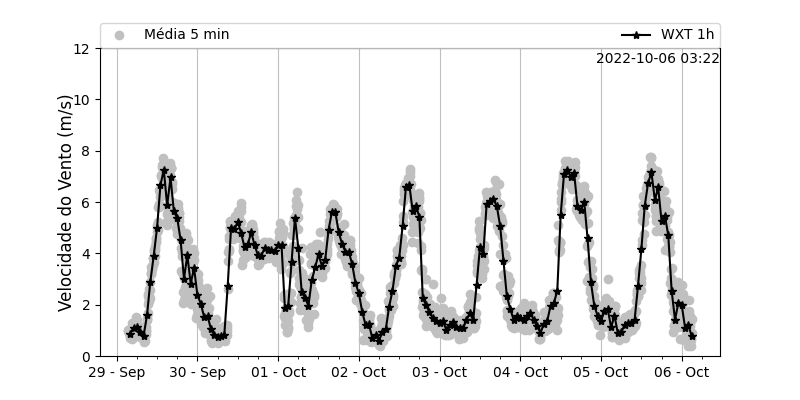 Média 5 min
WXT 1h
2022-10-06 03:22
Velocidade do Vento (m/s)
12
10
8
6
4
2
0
29 - Sep 30 - Sep 01 - Oct 02 - Oct 03 - Oct 04 - Oct 05 - Oct 06 - Oct